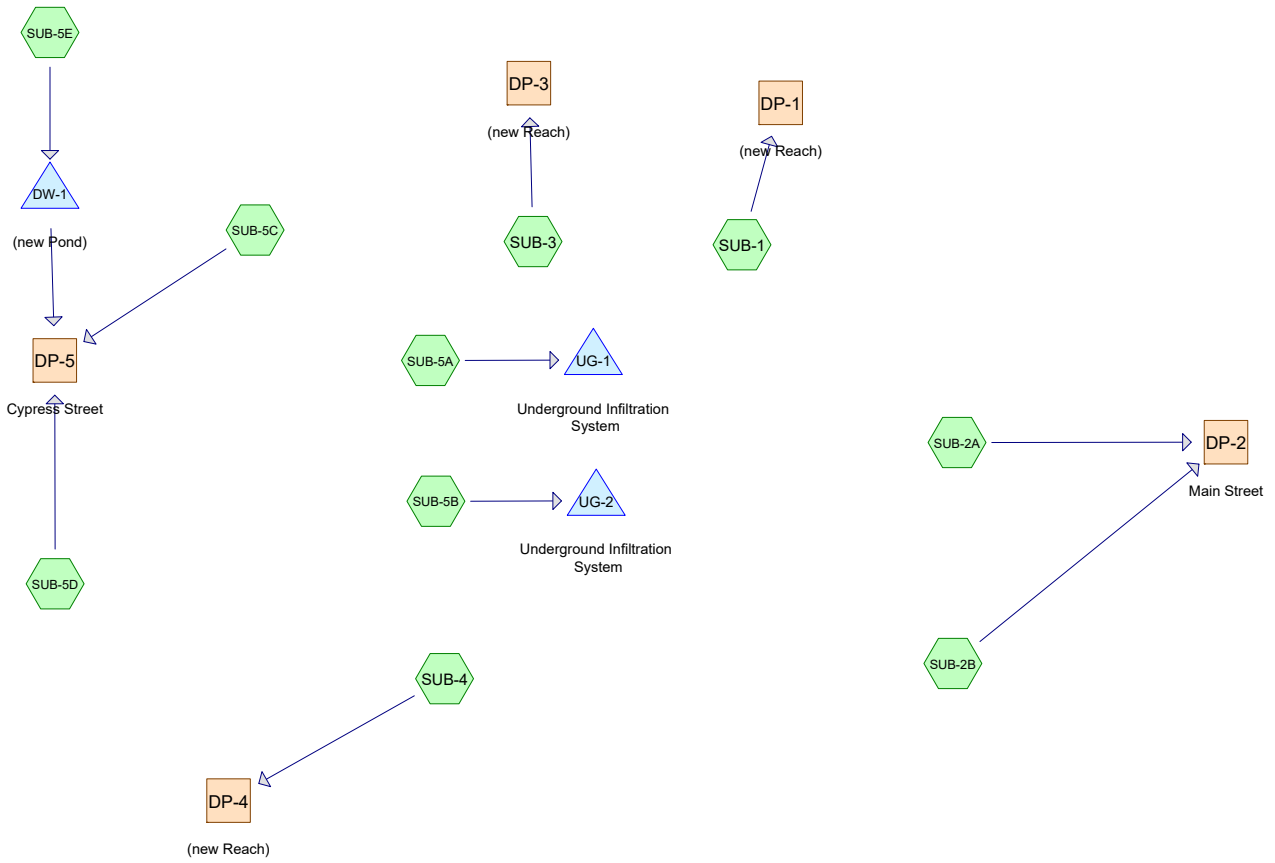 SUB-5E
DP-3
(new Reach)
DP-1
(new Reach)
DW-1
(new Pond)
SUB-5C
SUB-3
SUB-1
DP-5
Cypress Street
SUB-5A
UG-1
Underground Infiltration
System
SUB-2A
DP-2
Main Street
SUB-5B
UG-2
Underground Infiltration
System
SUB-5D
SUB-4
SUB-2B
DP-4
(new Reach)